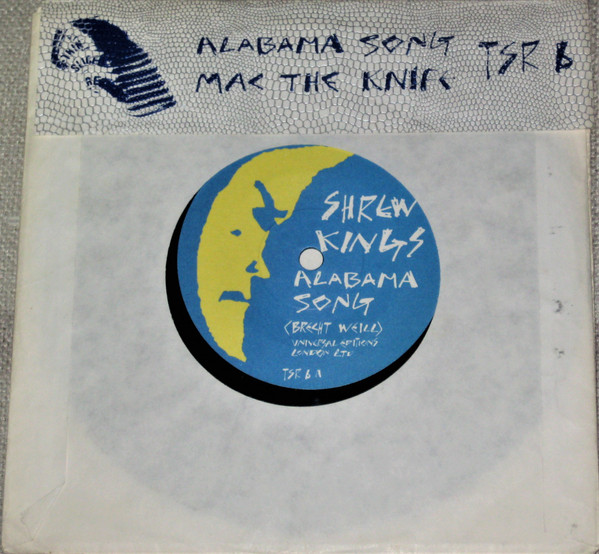 ALABAMA SONG
MAC THE KNIFE
TSR 6
SHREW
KINGS
ALABAMA
SONG
(BRECHT WEILL)
UNIVERSAL EDITIONS
LONDON LTD
TSR 6 A